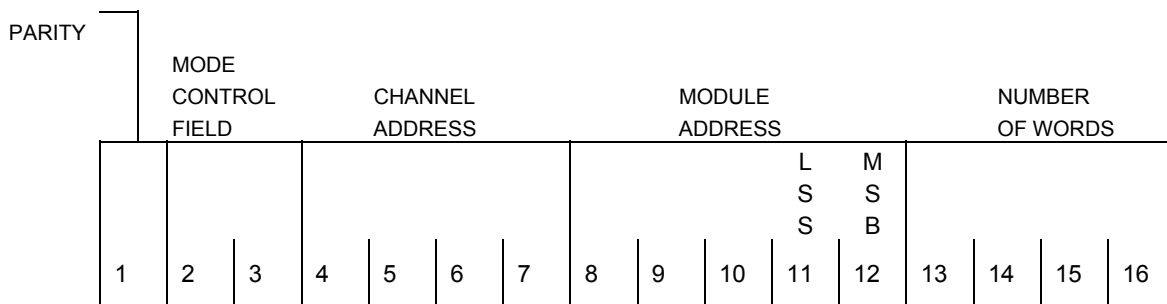 PARITY
MODE
CONTROL CHANNEL MODULE NUMBER
FIELD ADDRESS ADDRESS OF WORDS
L M
S S
S B
1 2 3 4 5 6 7 8 9 10 11 12 13 14 15 16